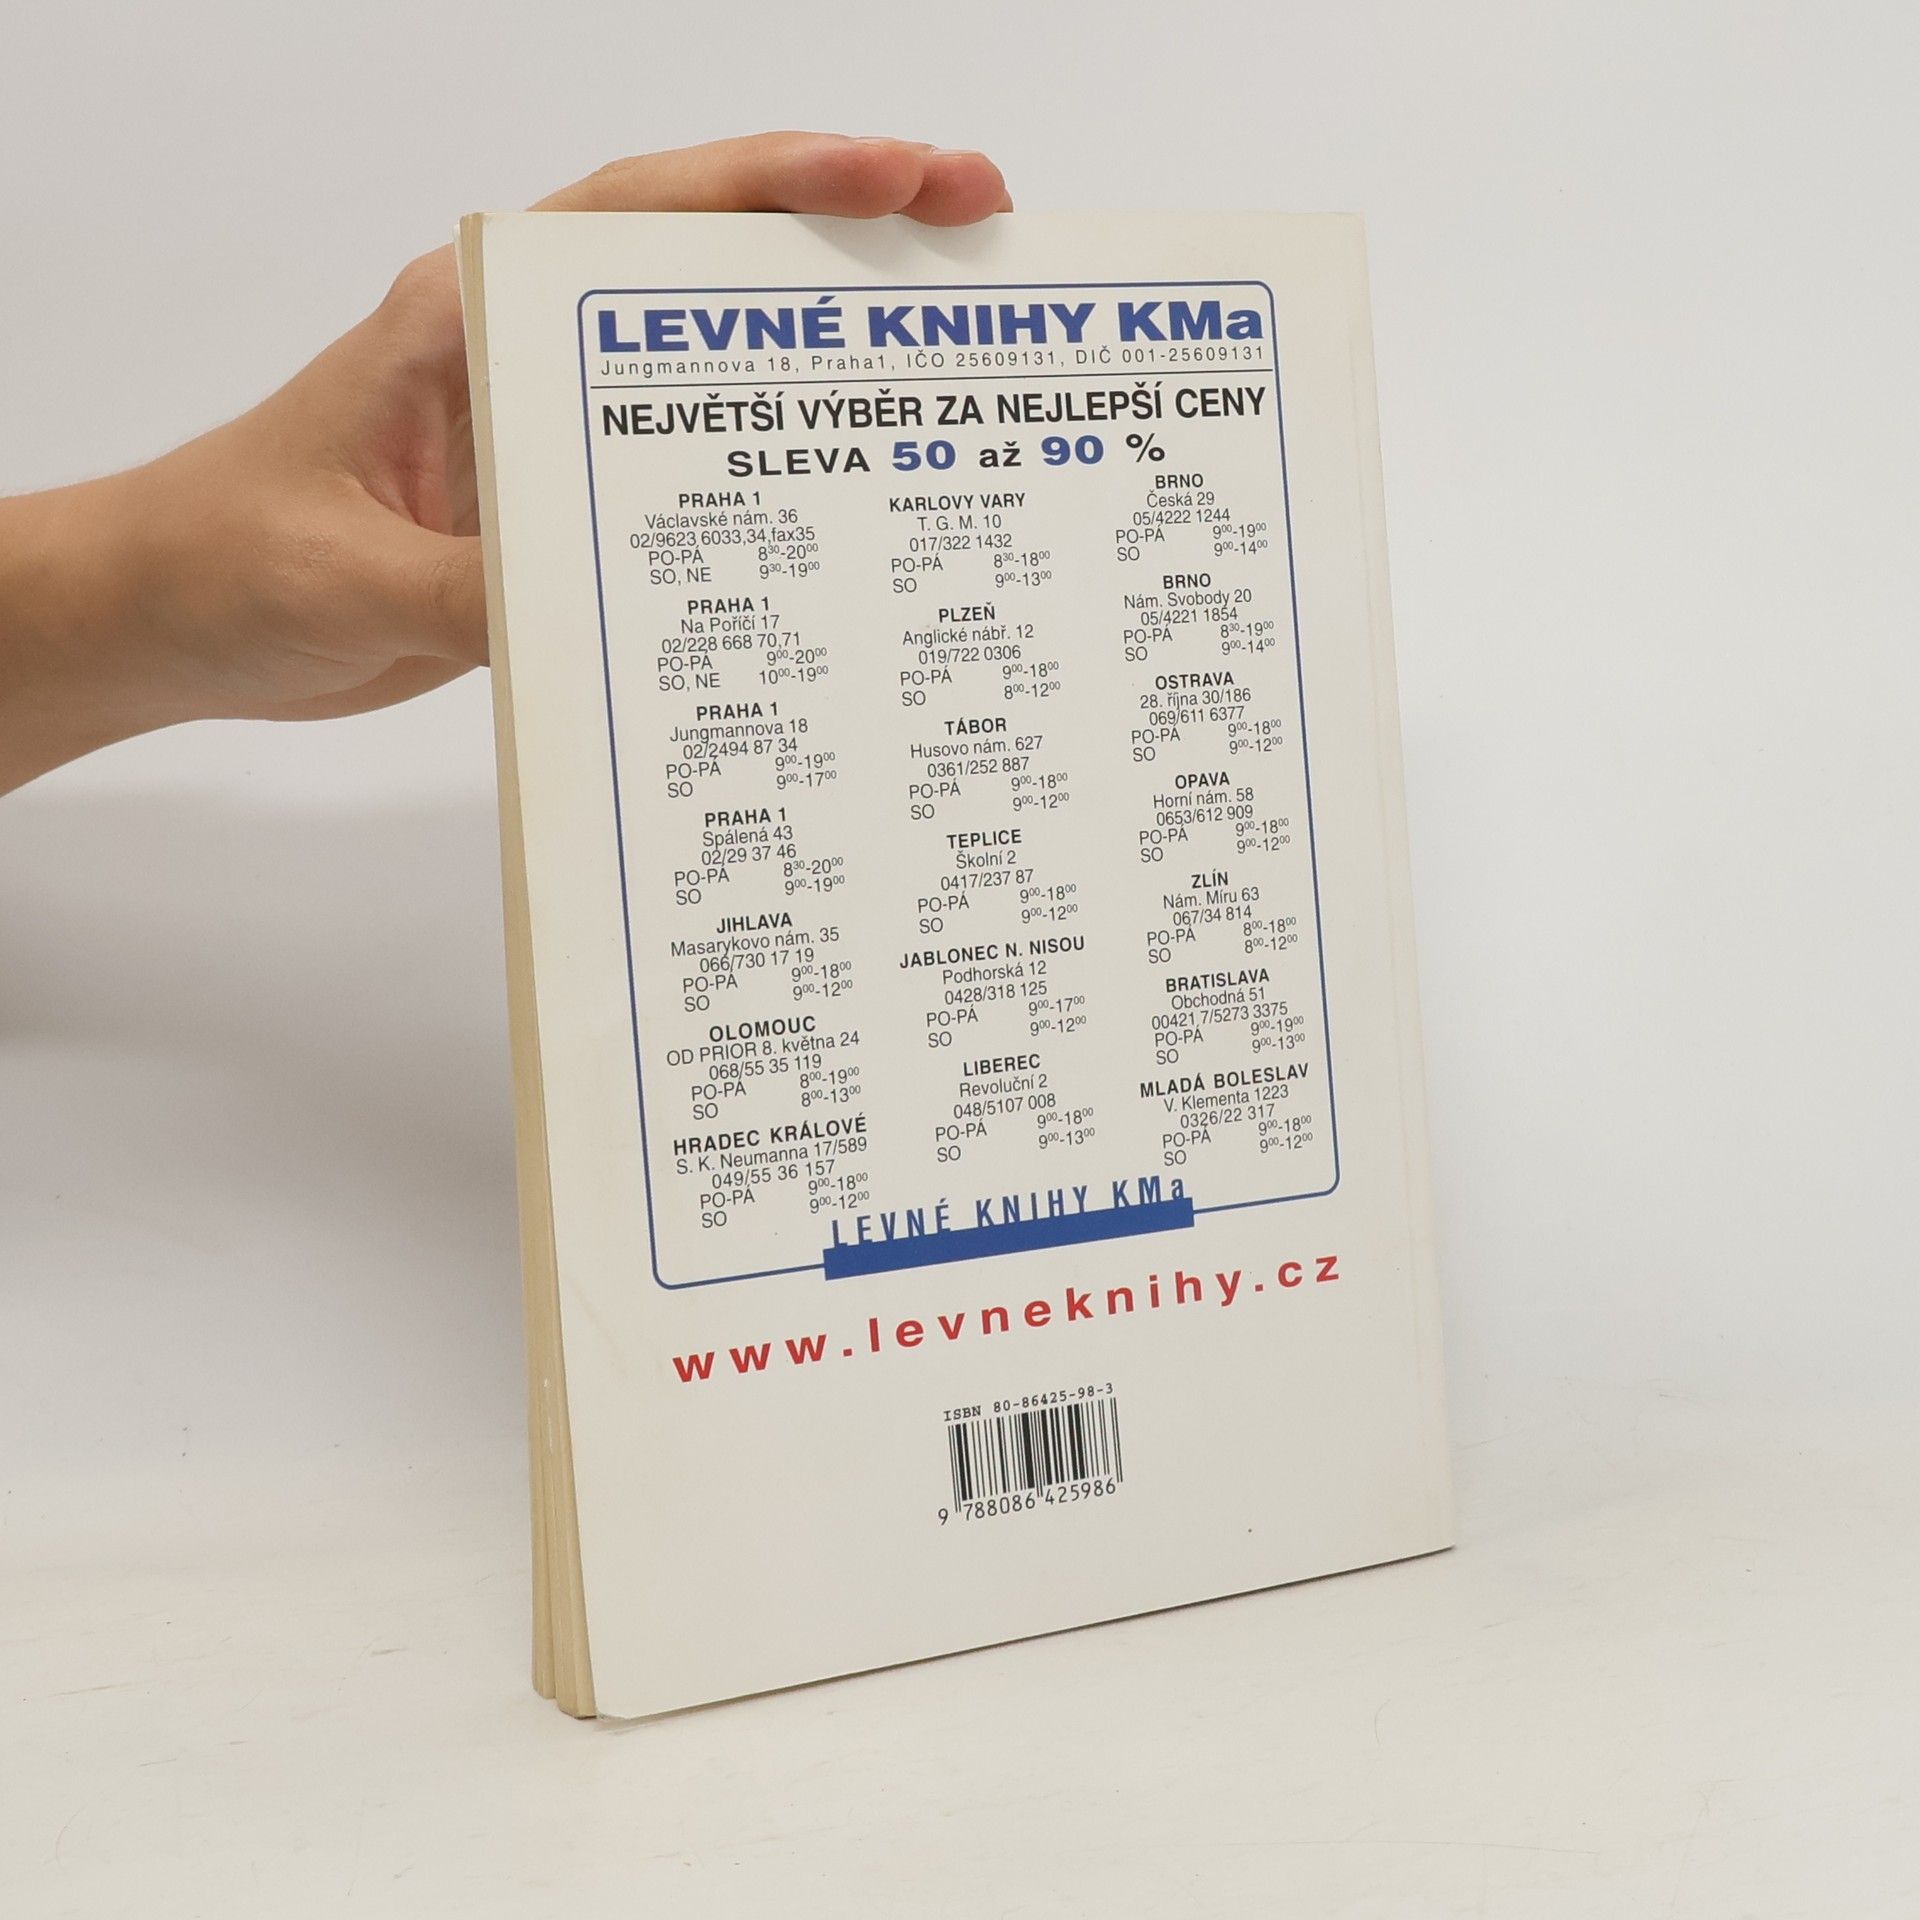 LEVNÉ KNIHY KMa
Jungmannova 18, Praha1, IČO 25609131, DIČ 001-25609131
NEJVĚTŠÍ VÝBĚR ZA NEJLEPŠÍ CENY
SLEVA 50 až 90 %
PRAHA 1
Václavské nám. 36
02/9623 6033,34,fax35
PO-PÁ 8³⁰-20⁰⁰
SO, NE 9³⁰-19⁰⁰
PRAHA 1
Na Poříčí 17
02/228 668 70,71
PO-PÁ 9⁰⁰-20⁰⁰
SO, NE 10⁰⁰-19⁰⁰
PRAHA 1
Jungmannova 18
02/2494 87 34
PO-PÁ 9⁰⁰-19⁰⁰
SO 9⁰⁰-17⁰⁰
PRAHA 1
Spálená 43
02/29 37 46
PO-PÁ 8³⁰-20⁰⁰
SO 9⁰⁰-19⁰⁰
JIHLAVA
Masarykovo nám. 35
066/730 17 19
PO-PÁ 9⁰⁰-18⁰⁰
SO 9⁰⁰-12⁰⁰
OLOMOUC
OD PRIOR 8. května 24
068/55 35 119
PO-PÁ 8⁰⁰-19⁰⁰
SO 8⁰⁰-13⁰⁰
HRADEC KRÁLOVÉ
S. K. Neumanna 17/589
049/55 36 157
PO-PÁ 9⁰⁰-18⁰⁰
SO 9⁰⁰-12⁰⁰
KARLOVY VARY
T. G. M. 10
017/322 1432
PO-PÁ 8³⁰-18⁰⁰
SO 9⁰⁰-13⁰⁰
PLZEŇ
Anglické nábř. 12
019/722 0306
PO-PÁ 9⁰⁰-18⁰⁰
SO 8⁰⁰-12⁰⁰
TÁBOR
Husovo nám. 627
0361/252 887
PO-PÁ 9⁰⁰-18⁰⁰
SO 9⁰⁰-12⁰⁰
TEPLICE
Školní 2
0417/237 87
PO-PÁ 9⁰⁰-18⁰⁰
SO 9⁰⁰-12⁰⁰
JABLONEC N. NISOU
Podhorská 12
0428/318 125
PO-PÁ 9⁰⁰-17⁰⁰
SO 9⁰⁰-12⁰⁰
LIBEREC
Revoluční 2
048/5107 008
PO-PÁ 9⁰⁰-18⁰⁰
SO 9⁰⁰-13⁰⁰
BRNO
Česká 29
05/4222 1244
PO-PÁ 9⁰⁰-19⁰⁰
SO 9⁰⁰-14⁰⁰
BRNO
Nám. Svobody 20
05/4221 1854
PO-PÁ 8³⁰-19⁰⁰
SO 9⁰⁰-14⁰⁰
OSTRAVA
28. října 30/186
069/611 6377
PO-PÁ 9⁰⁰-18⁰⁰
SO 9⁰⁰-12⁰⁰
OPAVA
Horní nám. 58
0653/612 909
PO-PÁ 9⁰⁰-18⁰⁰
SO 9⁰⁰-12⁰⁰
ZLÍN
Nám. Míru 63
067/34 814
PO-PÁ 8⁰⁰-18⁰⁰
SO 8⁰⁰-12⁰⁰
BRATISLAVA
Obchodná 51
00421 7/5273 3375
PO-PÁ 9⁰⁰-19⁰⁰
SO 9⁰⁰-13⁰⁰
MLADÁ BOLESLAV
V. Klementa 1223
0326/22 317
PO-PÁ 9⁰⁰-18⁰⁰
SO 9⁰⁰-12⁰⁰
LEVNÉ KNIHY KMa
www.levneknihy.cz
ISBN 80-86425-98-3
9 788086 425986